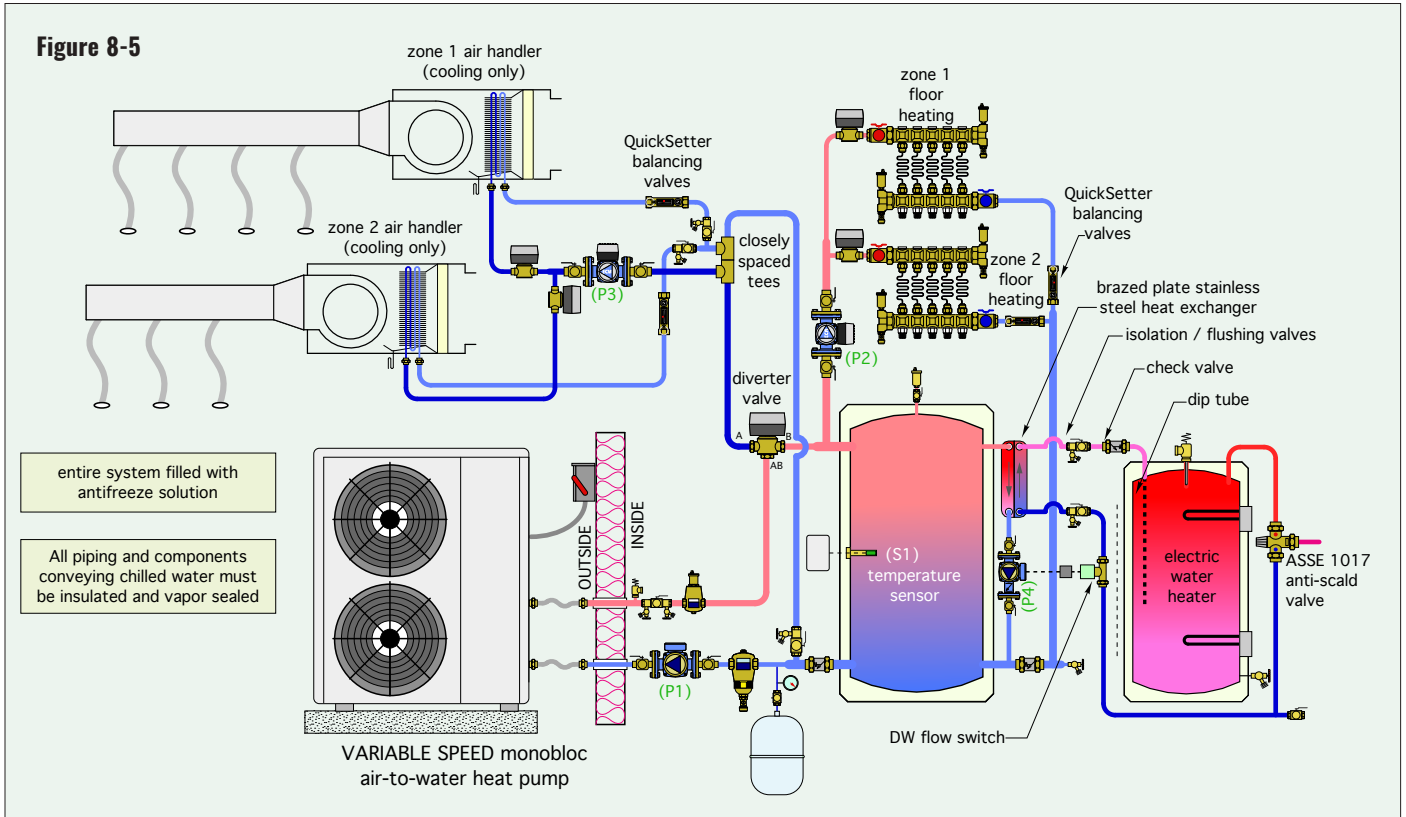 Figure 8-5
zone 1 air handler
(cooling only)
zone 2 air handler
(cooling only)
QuickSetter
balancing
valves
(P3)
closely
spaced
tees
zone 1
floor
heating
zone 2
floor
heating
QuickSetter
balancing
valves
(P2)
brazed plate stainless
steel heat exchanger
isolation / flushing valves
check valve
dip tube
diverter
valve
A
B
AB
entire system filled with
antifreeze solution
All piping and components
conveying chilled water must
be insulated and vapor sealed
OUTSIDE
INSIDE
(S1)
temperature
sensor
(P4)
electric
water
heater
ASSE 1017
anti-scald
valve
(P1)
DW flow switch
VARIABLE SPEED monobloc
air-to-water heat pump